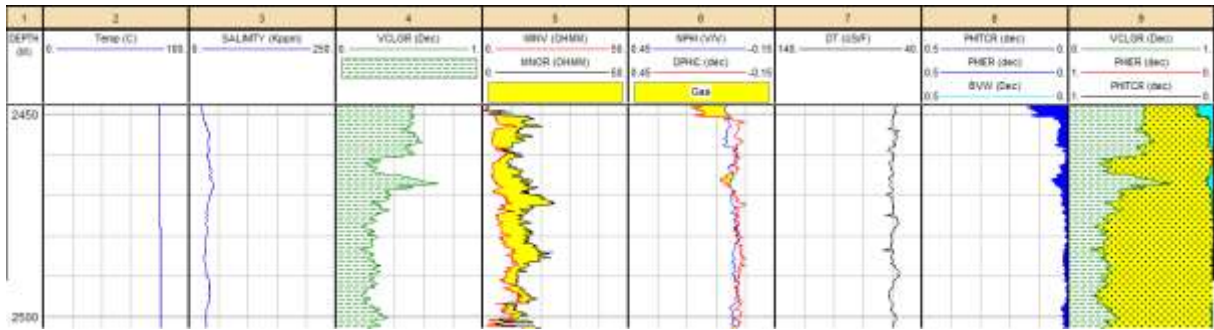 1 2 3 4 5 6 7 8 9
DEPTH (M)
Temp (C)
0. 100.
SALINITY (Kppm)
0. 250
VCLGR (Dec)
0. 1.
MINV (OHMM)
0. 50
MNOR (OHMM)
0. 50
NPHI (V/V)
0.45 -0.15
DPHI (dec)
0.45 -0.15
Gas
DT (US/F)
140. 40.
PHITCR (dec)
0.5 0.
PHIER (dec)
0.5 0.
BVW (Dec)
0.5 0.
VCLGR (Dec)
0. 1.
PHIER (dec)
1. 0.
PHITCR (dec)
1. 0.
2450
2500